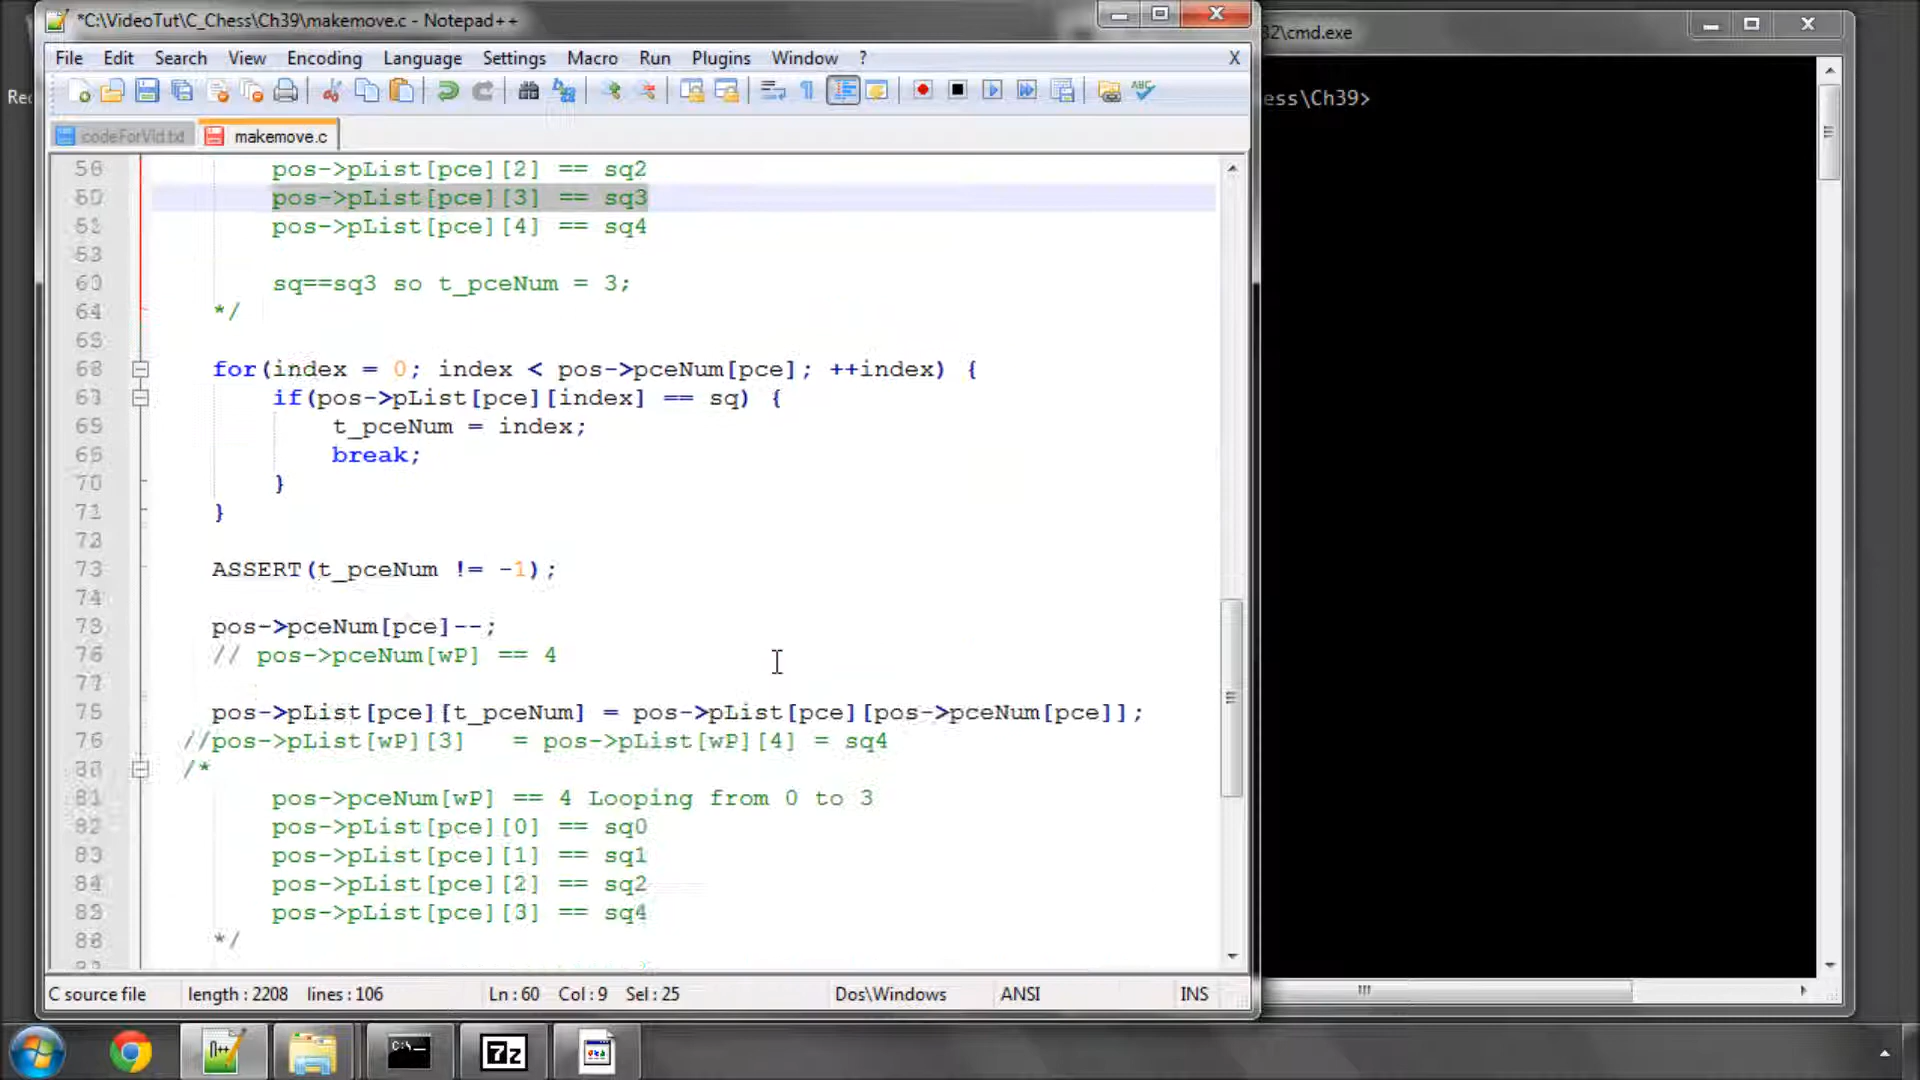 *C:\VideoTut\C_Chess\Ch39\makemove.c - Notepad++
32\cmd.exe
File Edit Search View Encoding Language Settings Macro Run Plugins Window ? X
Rec
ess\Ch39>
codeForVid.txt makemove.c
pos->pList[pce][2] == sq2
pos->pList[pce][3] == sq3
pos->pList[pce][4] == sq4
sq==sq3 so t_pceNum = 3;
*/
for(index = 0; index < pos->pceNum[pce]; ++index) {
if(pos->pList[pce][index] == sq) {
t_pceNum = index;
break;
}
}
ASSERT(t_pceNum != -1);
pos->pceNum[pce]--;
// pos->pceNum[wP] == 4
pos->pList[pce][t_pceNum] = pos->pList[pce][pos->pceNum[pce]];
//pos->pList[wP][3] = pos->pList[wP][4] = sq4
/*
pos->pceNum[wP] == 4 Looping from 0 to 3
pos->pList[pce][0] == sq0
pos->pList[pce][1] == sq1
pos->pList[pce][2] == sq2
pos->pList[pce][3] == sq4
*/
C source file length : 2208 lines : 106 Ln : 60 Col : 9 Sel : 25 Dos\Windows ANSI INS